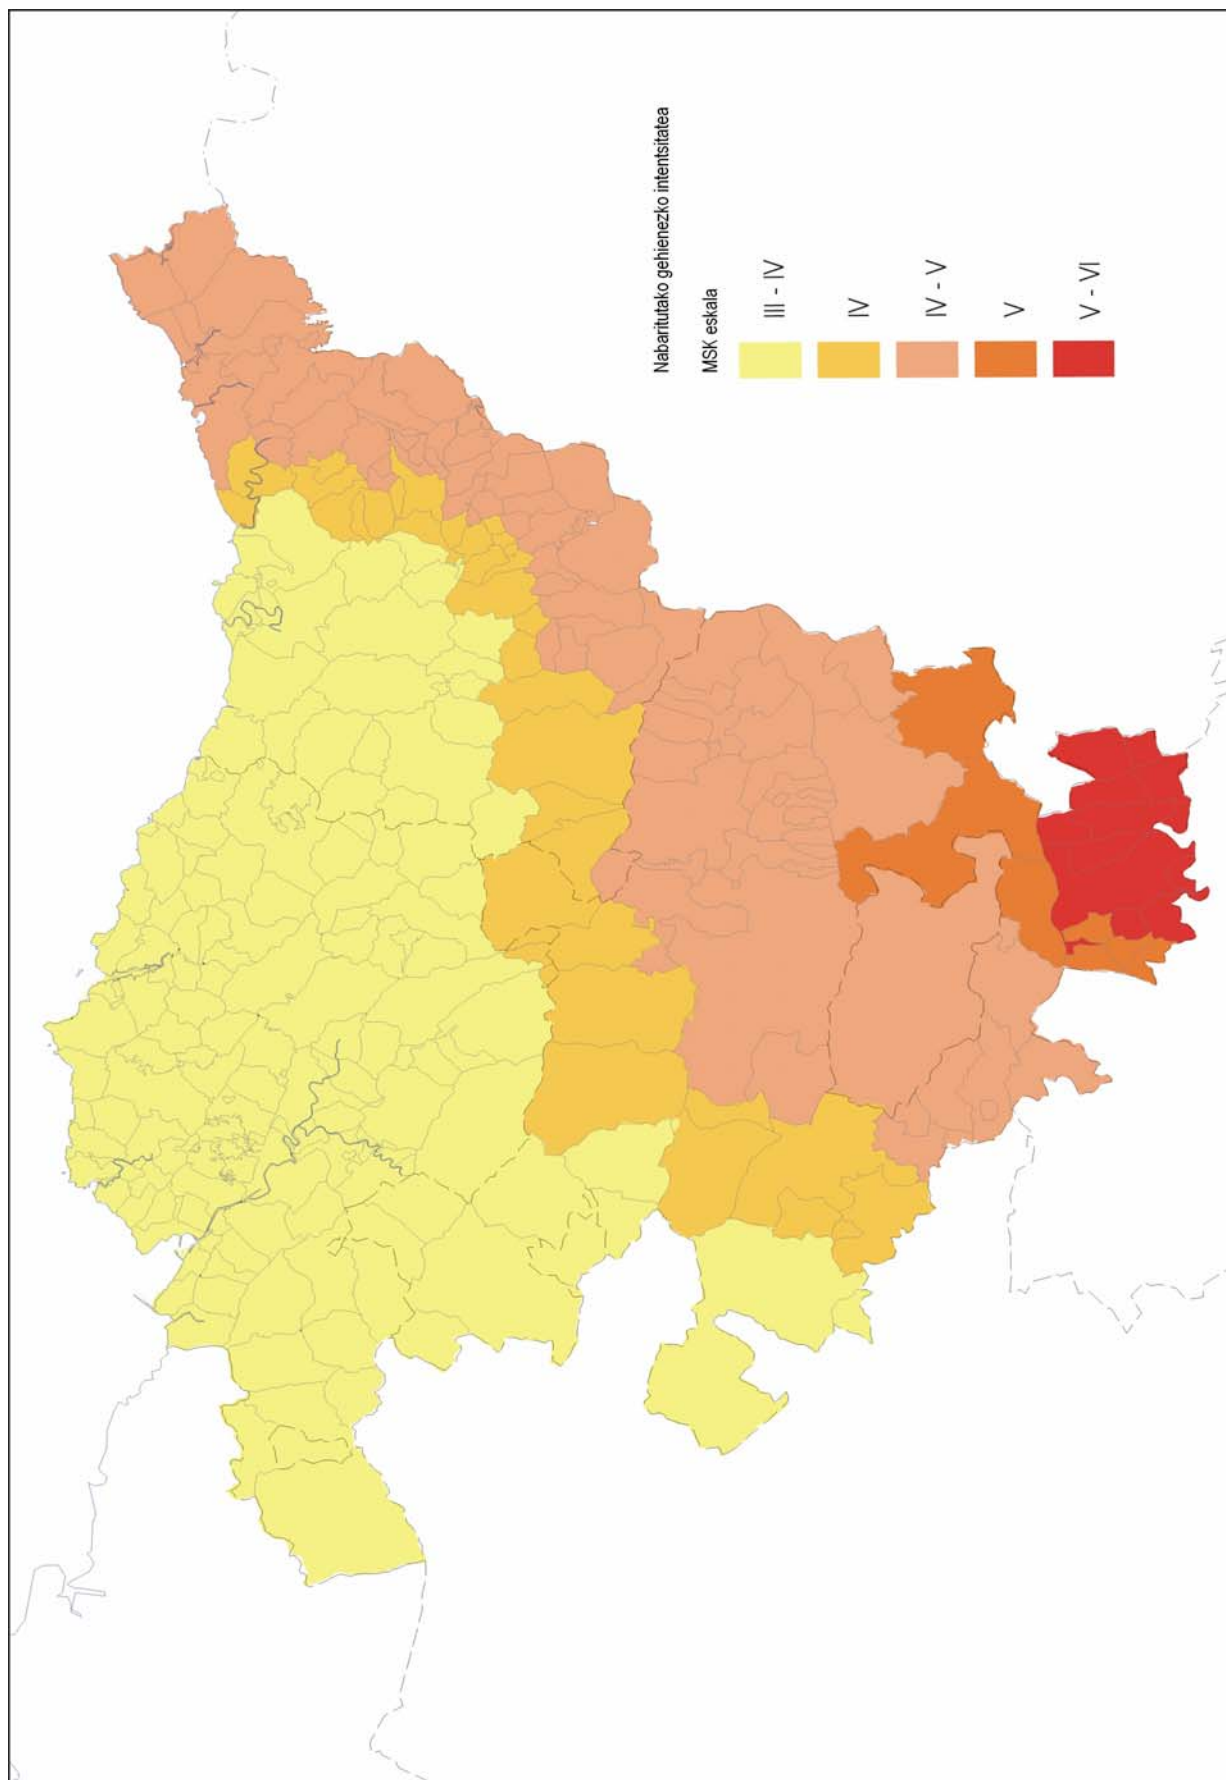 Nabaritutako gehienezko intentsitatea
MSK eskala
III - IV
IV
IV - V
V
V - VI